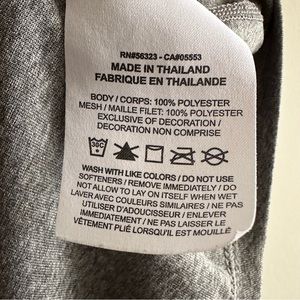 RN#56323 - CA#05553
MADE IN THAILAND
FABRIQUE EN THAILANDE
BODY / CORPS: 100% POLYESTER
MESH / MAILLE FILET: 100% POLYESTER
EXCLUSIVE OF DECORATION /
DECORATION NON COMPRISE
30C
WASH WITH LIKE COLORS / DO NOT USE
SOFTENERS / REMOVE IMMEDIATELY / DO
NOT ALLOW TO LAY ON ITSELF WHEN WET
LAVER AVEC COULEURS SIMILAIRES / NE PAS
UTILISER D'ADOUCISSEUR / ENLEVER
IMMÉDIATEMENT / NE PAS LAISSER LE
VÊTEMENT PLIÉ LORSQU'IL EST MOUILLÉ